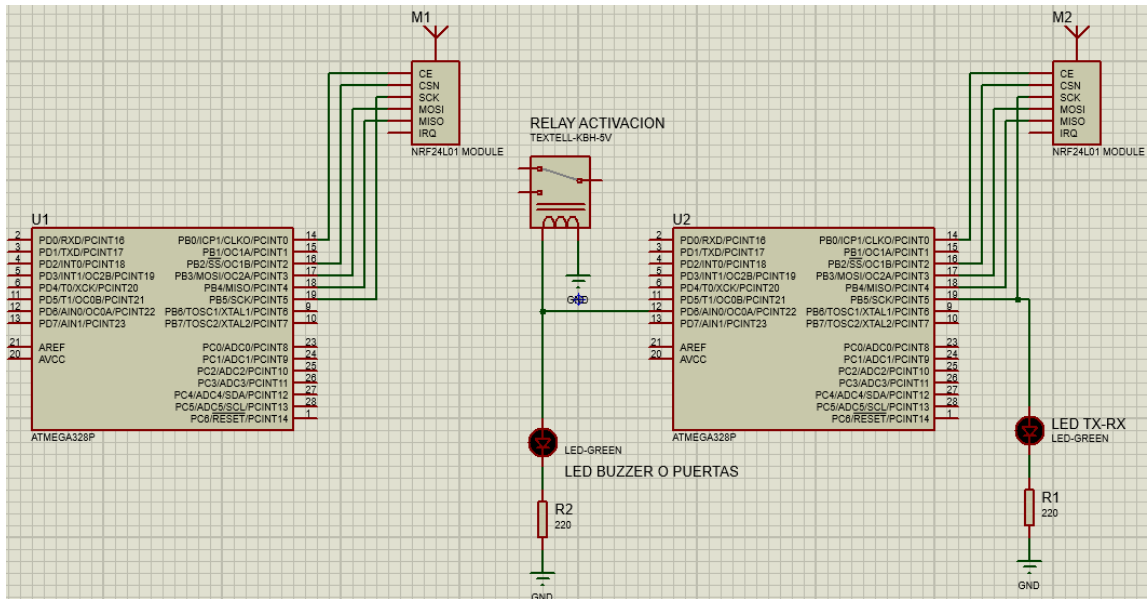 M1
CE
CSN
SCK
MOSI
MISO
IRQ
NRF24L01 MODULE
RELAY ACTIVACION
TEXTELL-KBH-5V
GND
U1
2 PD0/RXD/PCINT16
3 PD1/TXD/PCINT17
4 PD2/INT0/PCINT18
5 PD3/INT1/OC2B/PCINT19
6 PD4/T0/XCK/PCINT20
11 PD5/T1/OC0B/PCINT21
12 PD6/AIN0/OC0A/PCINT22
13 PD7/AIN1/PCINT23
21 AREF
20 AVCC
PB0/ICP1/CLKO/PCINT0 14
PB1/OC1A/PCINT1 15
PB2/SS/OC1B/PCINT2 16
PB3/MOSI/OC2A/PCINT3 17
PB4/MISO/PCINT4 18
PB5/SCK/PCINT5 19
PB6/TOSC1/XTAL1/PCINT6 9
PB7/TOSC2/XTAL2/PCINT7 10
PC0/ADC0/PCINT8 23
PC1/ADC1/PCINT9 24
PC2/ADC2/PCINT10 25
PC3/ADC3/PCINT11 26
PC4/ADC4/SDA/PCINT12 27
PC5/ADC5/SCL/PCINT13 28
PC6/RESET/PCINT14 1
ATMEGA328P
LED-GREEN
LED BUZZER O PUERTAS
R2
220
GND
M2
CE
CSN
SCK
MOSI
MISO
IRQ
NRF24L01 MODULE
U2
2 PD0/RXD/PCINT16
3 PD1/TXD/PCINT17
4 PD2/INT0/PCINT18
5 PD3/INT1/OC2B/PCINT19
6 PD4/T0/XCK/PCINT20
11 PD5/T1/OC0B/PCINT21
12 PD6/AIN0/OC0A/PCINT22
13 PD7/AIN1/PCINT23
21 AREF
20 AVCC
PB0/ICP1/CLKO/PCINT0 14
PB1/OC1A/PCINT1 15
PB2/SS/OC1B/PCINT2 16
PB3/MOSI/OC2A/PCINT3 17
PB4/MISO/PCINT4 18
PB5/SCK/PCINT5 19
PB6/TOSC1/XTAL1/PCINT6 9
PB7/TOSC2/XTAL2/PCINT7 10
PC0/ADC0/PCINT8 23
PC1/ADC1/PCINT9 24
PC2/ADC2/PCINT10 25
PC3/ADC3/PCINT11 26
PC4/ADC4/SDA/PCINT12 27
PC5/ADC5/SCL/PCINT13 28
PC6/RESET/PCINT14 1
ATMEGA328P
LED TX-RX
LED-GREEN
R1
220
GND